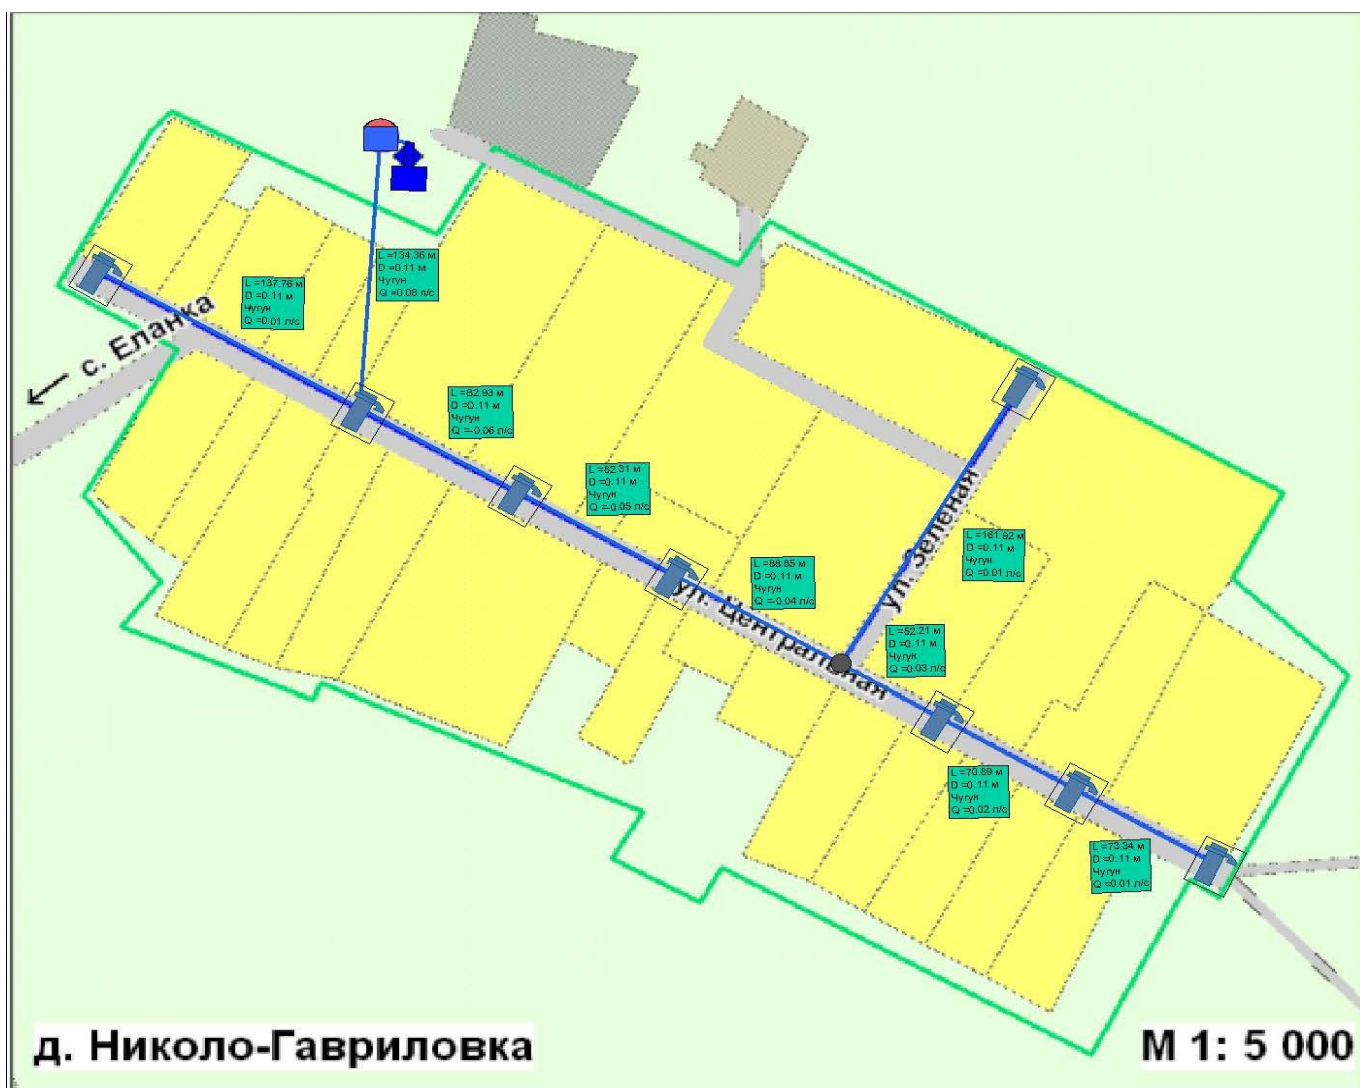 L =134.36 м
D =0.11 м
Чугун
Q =0.08 л/с
L =137.76 м
D =0.11 м
Чугун
Q =0.01 л/с
с. Еланка
L =82.93 м
D =0.11 м
Чугун
Q =-0.06 л/с
L =82.31 м
D =0.11 м
Чугун
Q =-0.05 л/с
ул. Зеленая
L =161.92 м
D =0.11 м
Чугун
Q =0.01 л/с
L =88.85 м
D =0.11 м
Чугун
Q =-0.04 л/с
ул. Центральная
L =52.21 м
D =0.11 м
Чугун
Q =0.03 л/с
L =70.89 м
D =0.11 м
Чугун
Q =0.02 л/с
L =73.34 м
D =0.11 м
Чугун
Q =0.01 л/с
д. Николо-Гавриловка
М 1: 5 000